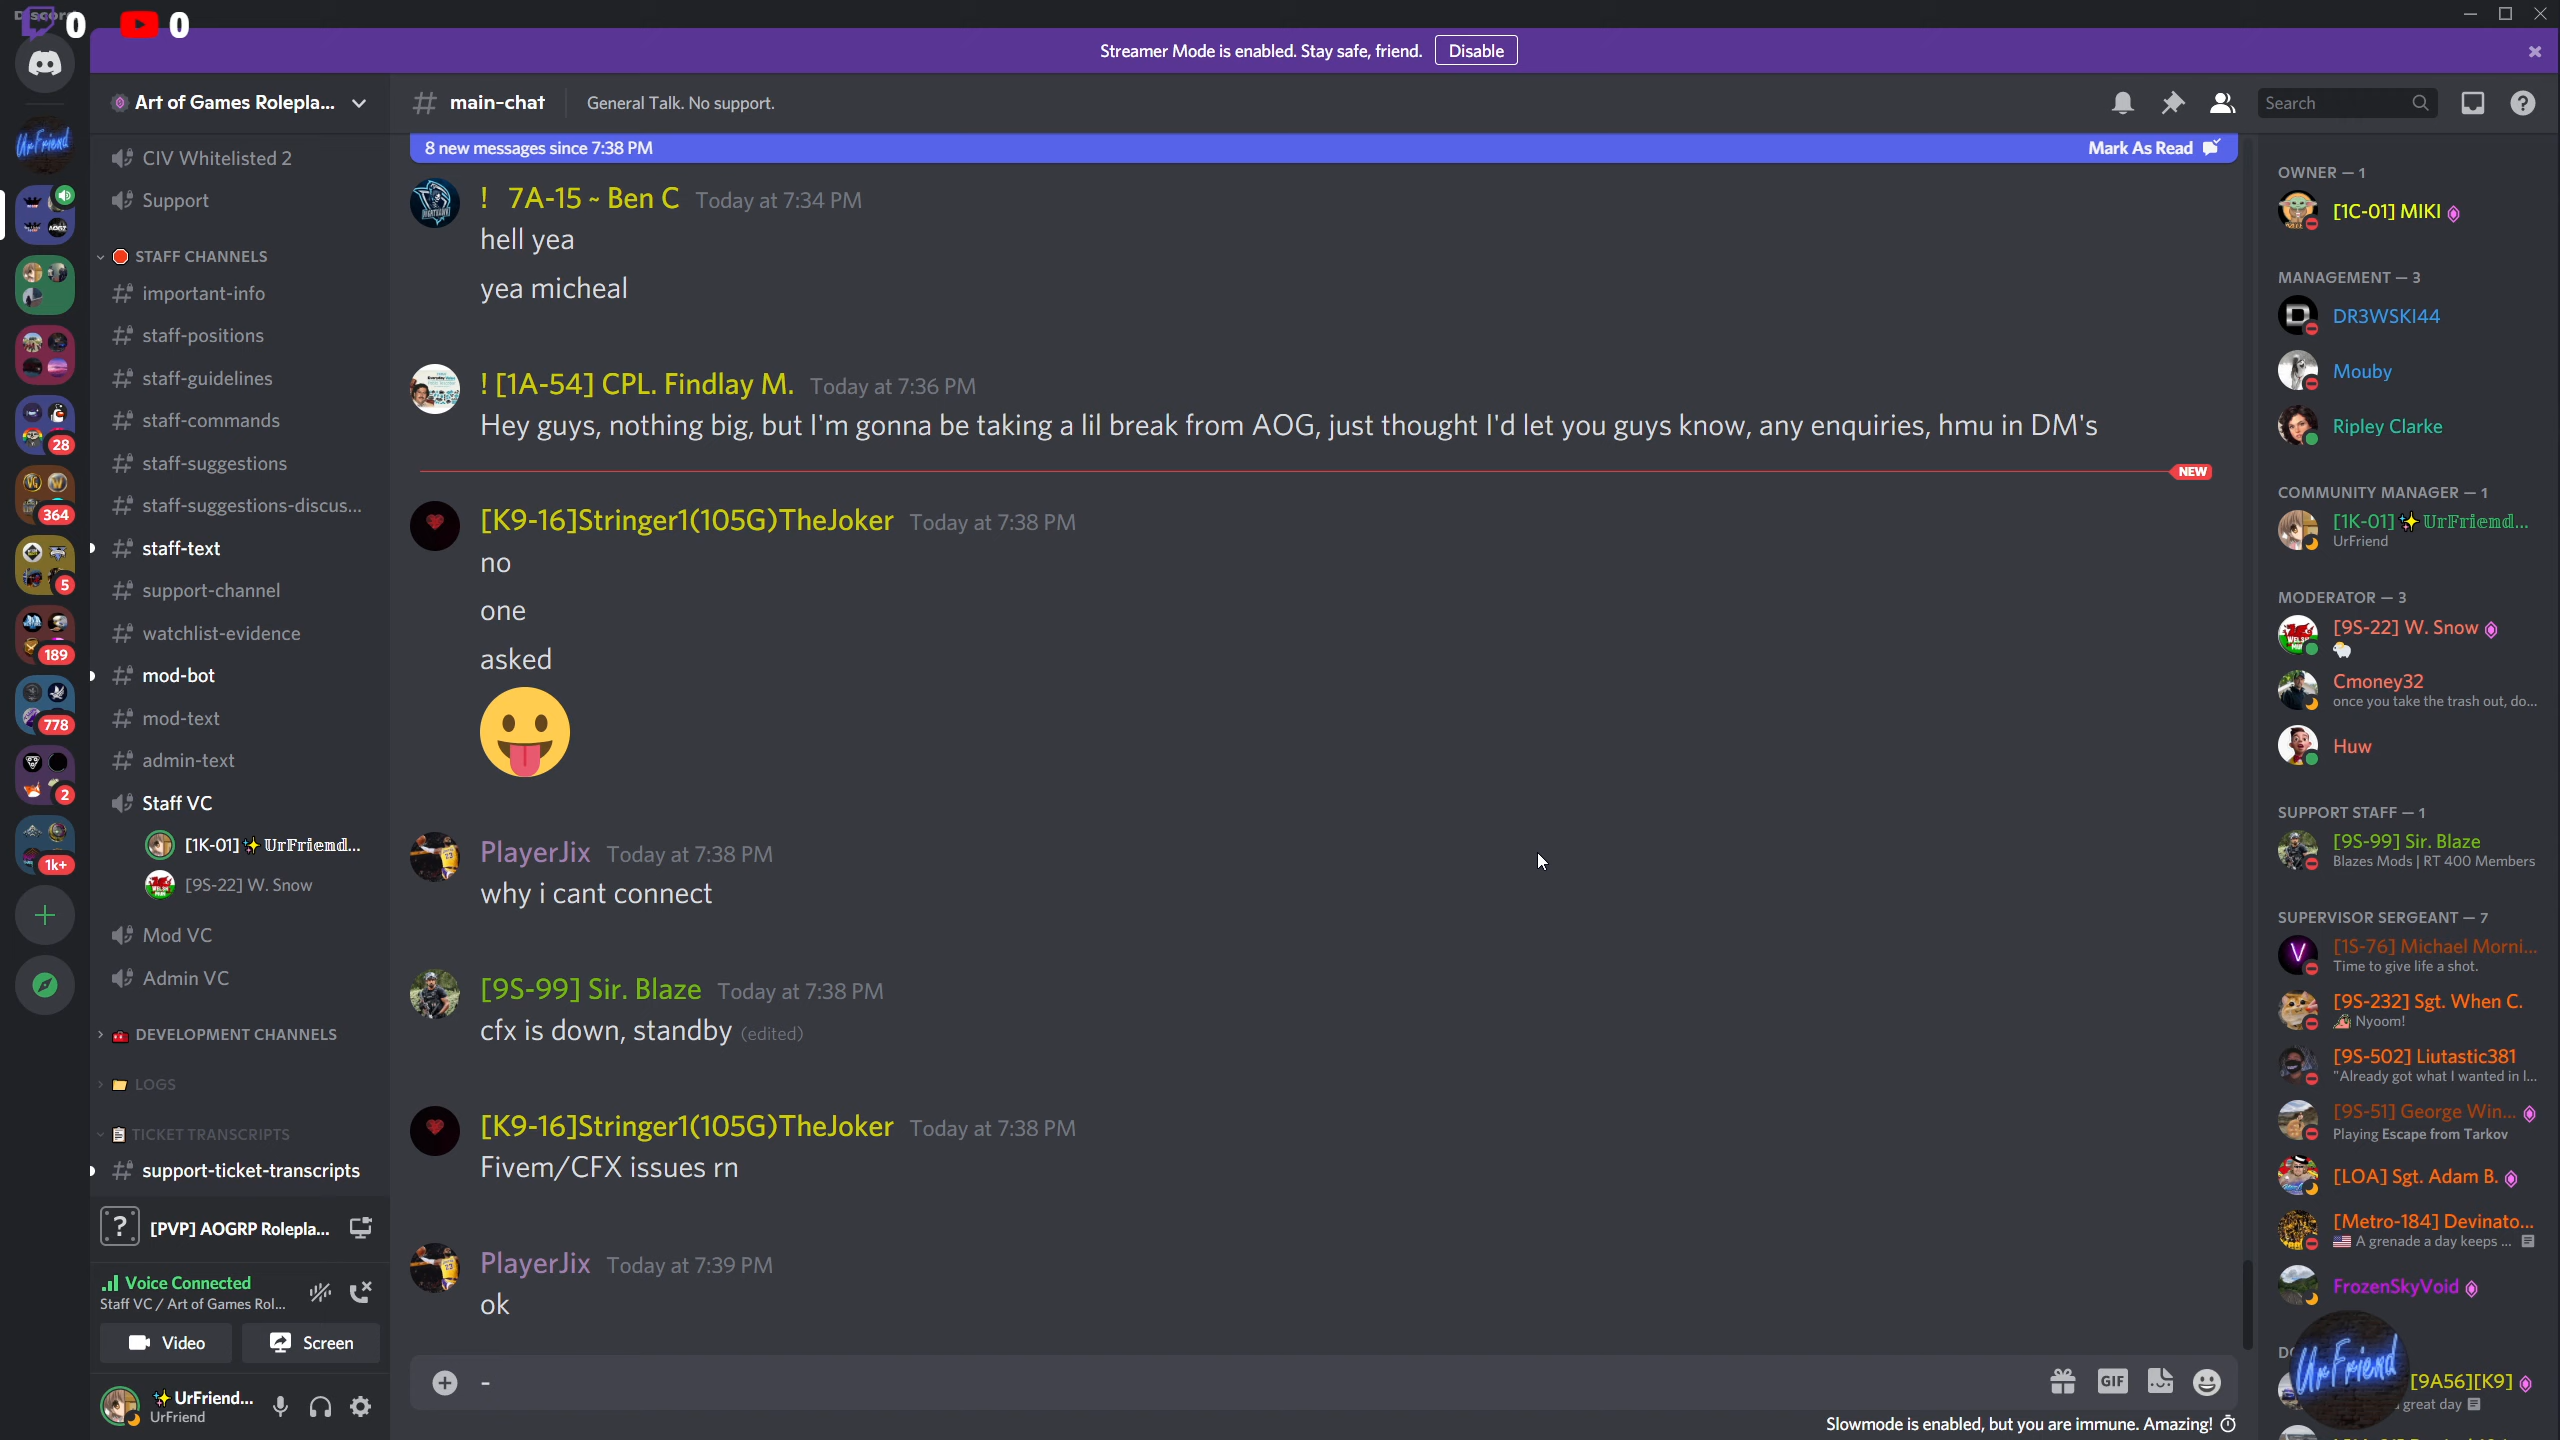 Discord
0
0
Streamer Mode is enabled. Stay safe, friend.
Disable
Art of Games Rolepla...
main-chat
General Talk. No support.
Search
UrFriend
28
364
5
189
778
2
1k+
CIV Whitelisted 2
Support
STAFF CHANNELS
important-info
staff-positions
staff-guidelines
staff-commands
staff-suggestions
staff-suggestions-discus...
staff-text
support-channel
watchlist-evidence
mod-bot
mod-text
admin-text
Staff VC
[1K-01]✨ UrFriend...
[9S-22] W. Snow
Mod VC
Admin VC
DEVELOPMENT CHANNELS
LOGS
TICKET TRANSCRIPTS
support-ticket-transcripts
[PVP] AOGRP Rolepla...
Voice Connected
Staff VC / Art of Games Rol...
Video
Screen
✨ UrFriend...
UrFriend
8 new messages since 7:38 PM
Mark As Read
! 7A-15 ~ Ben C Today at 7:34 PM
hell yea
yea micheal
! [1A-54] CPL. Findlay M. Today at 7:36 PM
Hey guys, nothing big, but I'm gonna be taking a lil break from AOG, just thought I'd let you guys know, any enquiries, hmu in DM's
NEW
[K9-16]Stringer1(105G)TheJoker Today at 7:38 PM
no
one
asked
😛
PlayerJix Today at 7:38 PM
why i cant connect
[9S-99] Sir. Blaze Today at 7:38 PM
cfx is down, standby (edited)
[K9-16]Stringer1(105G)TheJoker Today at 7:38 PM
Fivem/CFX issues rn
PlayerJix Today at 7:39 PM
ok
-
GIF
Slowmode is enabled, but you are immune. Amazing!
OWNER — 1
[1C-01] MIKI
MANAGEMENT — 3
DR3WSKI44
Mouby
Ripley Clarke
COMMUNITY MANAGER — 1
[1K-01]✨ UrFriend...
UrFriend
MODERATOR — 3
[9S-22] W. Snow
Cmoney32
once you take the trash out, do...
Huw
SUPPORT STAFF — 1
[9S-99] Sir. Blaze
Blazes Mods | RT 400 Members
SUPERVISOR SERGEANT — 7
[1S-76] Michael Morni...
Time to give life a shot.
[9S-232] Sgt. When C.
Nyoom!
[9S-502] Liutastic381
"Already got what I wanted in l...
[9S-51] George Win...
Playing Escape from Tarkov
[LOA] Sgt. Adam B.
[Metro-184] Devinato...
A grenade a day keeps ...
FrozenSkyVoid
UrFriend
[9A56][K9]
great day